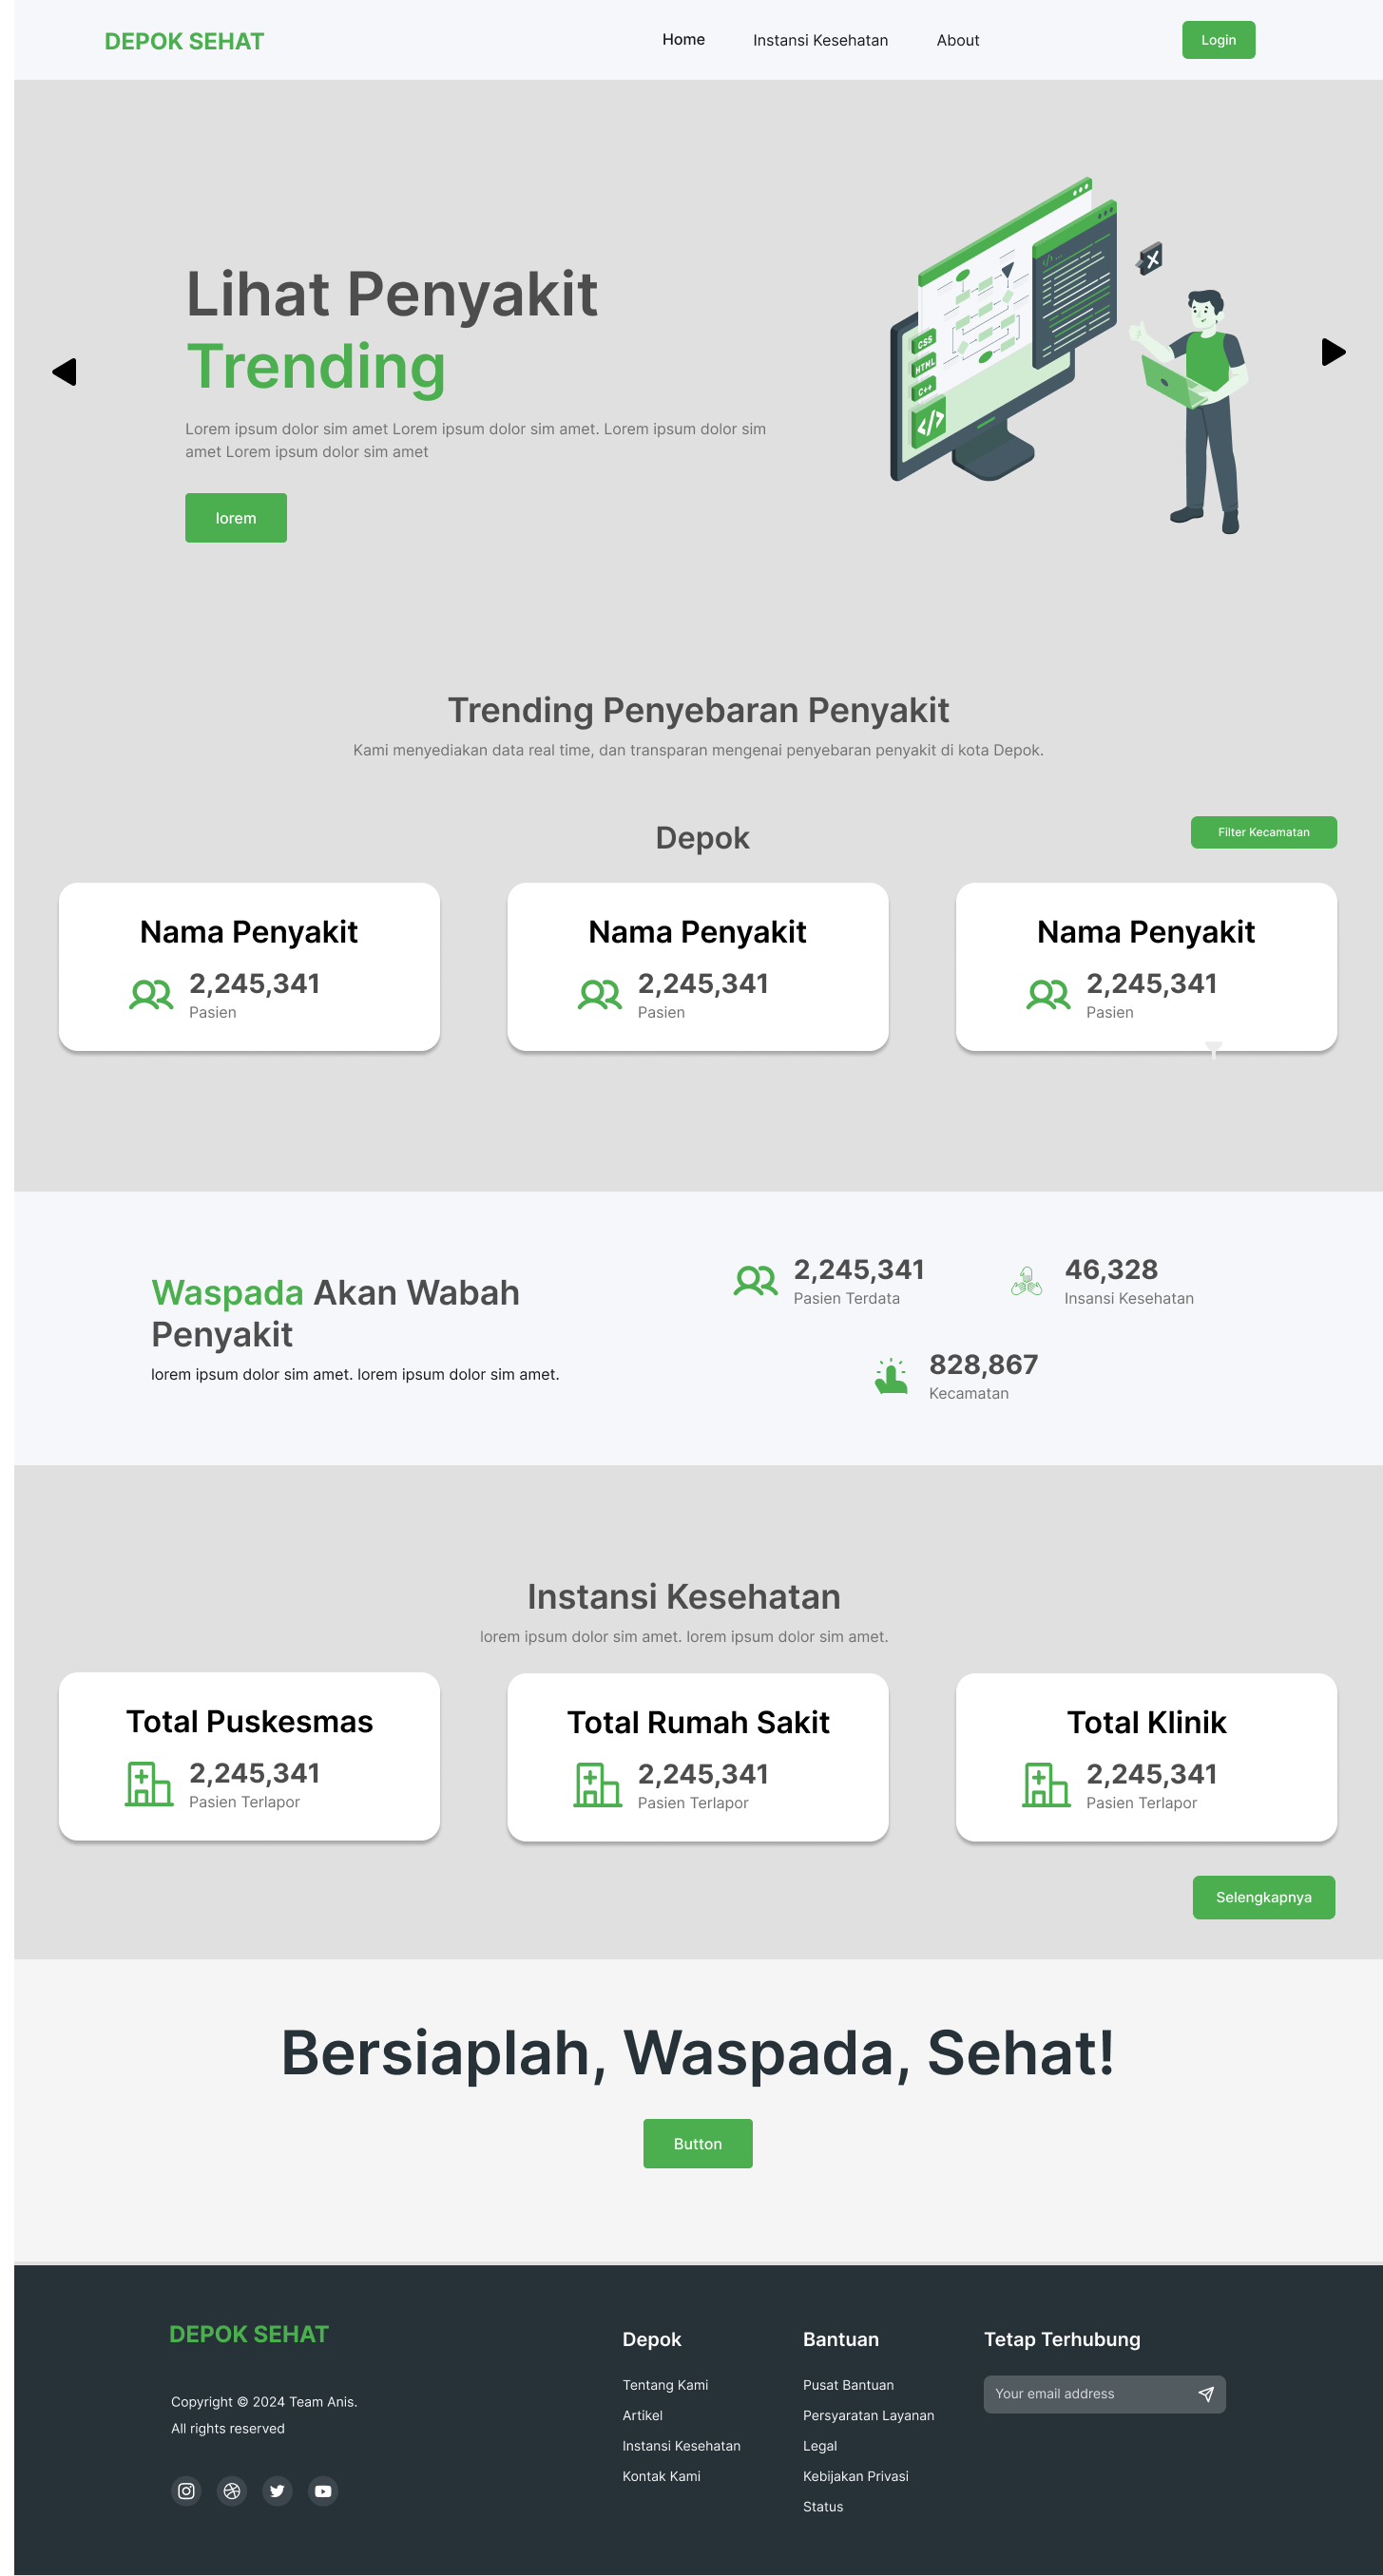 DEPOK SEHAT
Home
Instansi Kesehatan
About
Login
Lihat Penyakit
Trending
Lorem ipsum dolor sim amet Lorem ipsum dolor sim amet. Lorem ipsum dolor sim
amet Lorem ipsum dolor sim amet
lorem
CSS
HTML
C++
</>
Trending Penyebaran Penyakit
Kami menyediakan data real time, dan transparan mengenai penyebaran penyakit di kota Depok.
Depok
Filter Kecamatan
Nama Penyakit
2,245,341
Pasien
Nama Penyakit
2,245,341
Pasien
Nama Penyakit
2,245,341
Pasien
Waspada Akan Wabah
Penyakit
lorem ipsum dolor sim amet. lorem ipsum dolor sim amet.
2,245,341
Pasien Terdata
46,328
Insansi Kesehatan
828,867
Kecamatan
Instansi Kesehatan
lorem ipsum dolor sim amet. lorem ipsum dolor sim amet.
Total Puskesmas
2,245,341
Pasien Terlapor
Total Rumah Sakit
2,245,341
Pasien Terlapor
Total Klinik
2,245,341
Pasien Terlapor
Selengkapnya
Bersiaplah, Waspada, Sehat!
Button
DEPOK SEHAT
Copyright © 2024 Team Anis.
All rights reserved
Depok
Tentang Kami
Artikel
Instansi Kesehatan
Kontak Kami
Bantuan
Pusat Bantuan
Persyaratan Layanan
Legal
Kebijakan Privasi
Status
Tetap Terhubung
Your email address